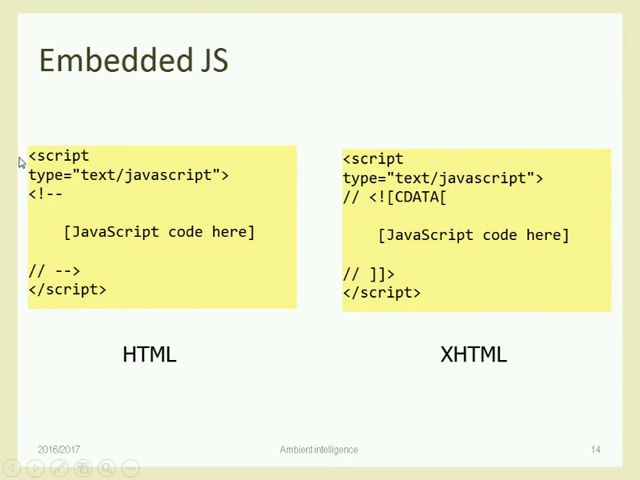 Embedded JS
<script
type="text/javascript">
<!--
[JavaScript code here]
// -->
</script>
HTML
<script
type="text/javascript">
// <![CDATA[
[JavaScript code here]
// ]]>
</script>
XHTML
2016/2017
Ambient intelligence
14